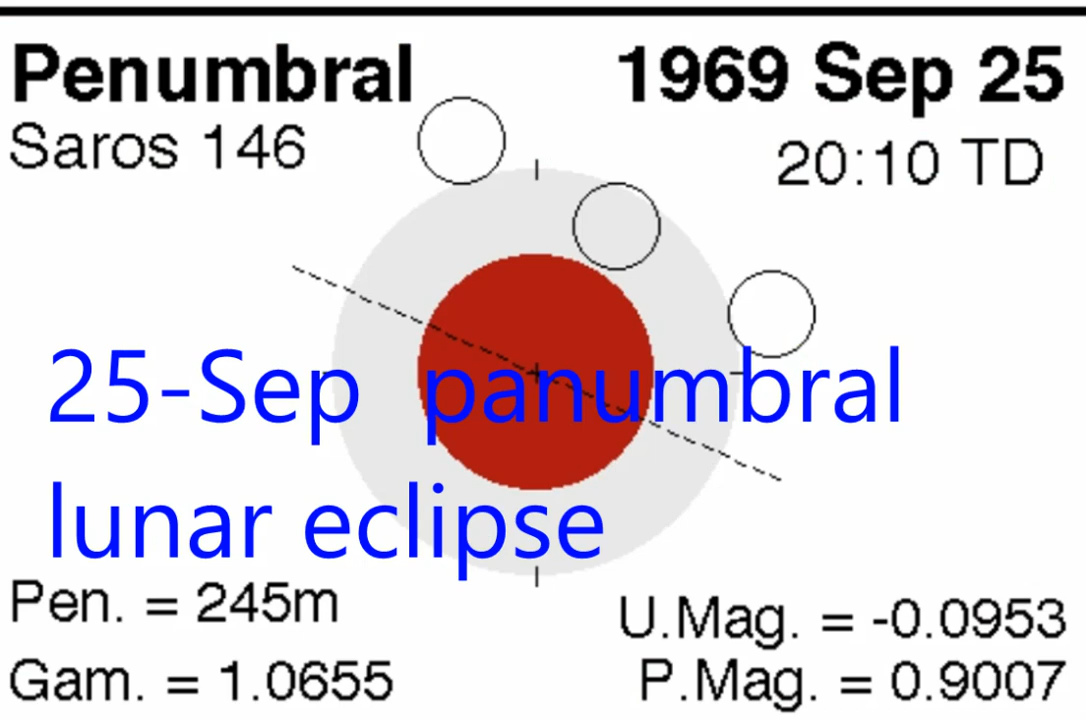 Penumbral 1969 Sep 25
Saros 146 20:10 TD
25-Sep panumbral
lunar eclipse
Pen. = 245m U.Mag. = -0.0953
Gam. = 1.0655 P.Mag. = 0.9007